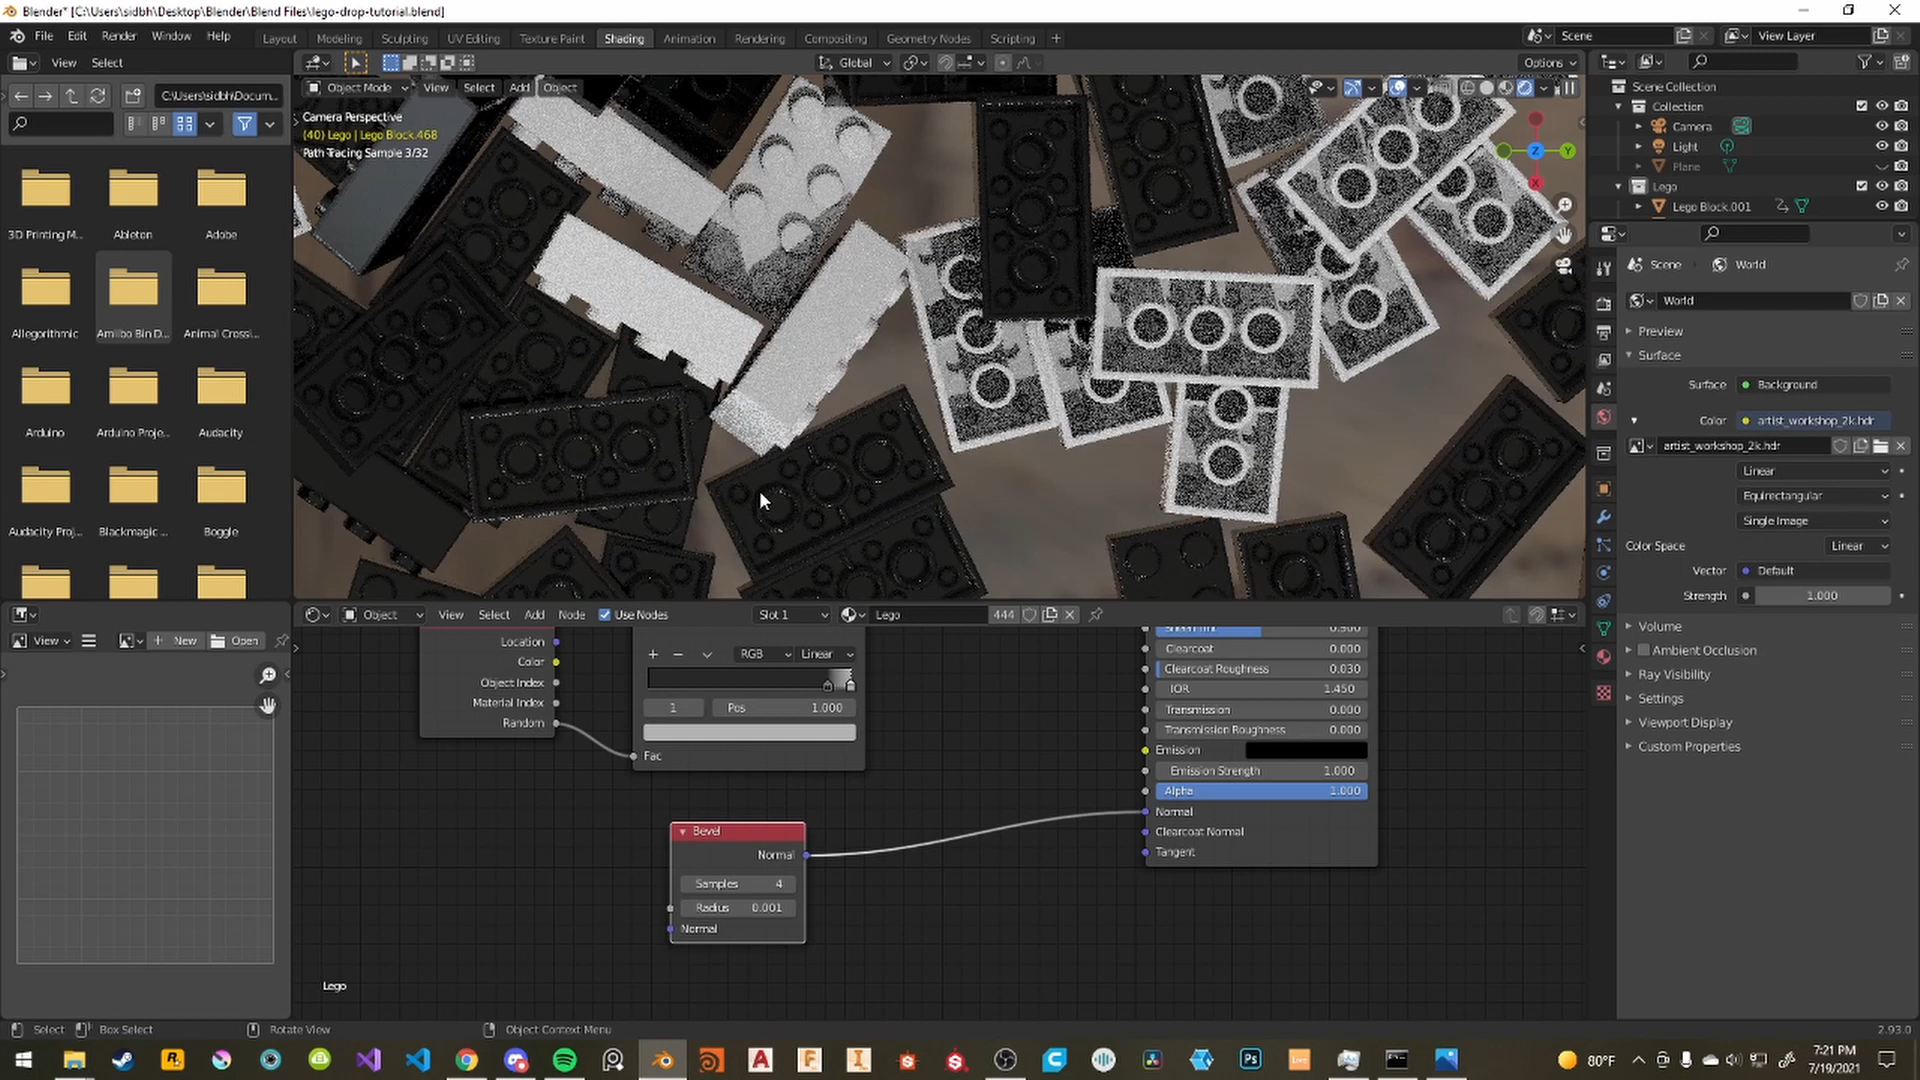 Blender* [C:\Users\sidbh\Desktop\Blender\Blend Files\lego-drop-tutorial.blend]
File Edit Render Window Help Layout Modeling Sculpting UV Editing Texture Paint Shading Animation Rendering Compositing Geometry Nodes Scripting + Scene View Layer
View Select Global Options
C:\Users\sidbh\Docum... Object Mode View Select Add Object
Scene Collection
Collection
Camera
Light
Plane
Lego
Lego Block.001
Camera Perspective
(40) Lego | Lego Block.468
Path Tracing Sample 3/32
Z Y X
3D Printing M... Ableton Adobe
Allegorithmic Amiibo Bin D... Animal Crossi...
Arduino Arduino Proje... Audacity
Audacity Proj... Blackmagic ... Boggle
Scene World
World
Preview
Surface
Surface Background
Color artist_workshop_2k.hdr
artist_workshop_2k.hdr
Linear
Equirectangular
Single Image
Color Space Linear
Vector Default
Strength 1.000
Volume
Ambient Occlusion
Ray Visibility
Settings
Viewport Display
Custom Properties
View New Open
Object View Select Add Node Use Nodes Slot 1 Lego 444
Location
Color
Object Index
Material Index
Random
+ − RGB Linear
1 Pos 1.000
Fac
0.500
Clearcoat 0.000
Clearcoat Roughness 0.030
IOR 1.450
Transmission 0.000
Transmission Roughness 0.000
Emission
Emission Strength 1.000
Alpha 1.000
Normal
Clearcoat Normal
Tangent
Bevel
Normal
Samples 4
Radius 0.001
Normal
Lego
Select Box Select Rotate View Object Context Menu 2.93.0
80°F 7:21 PM
7/19/2021